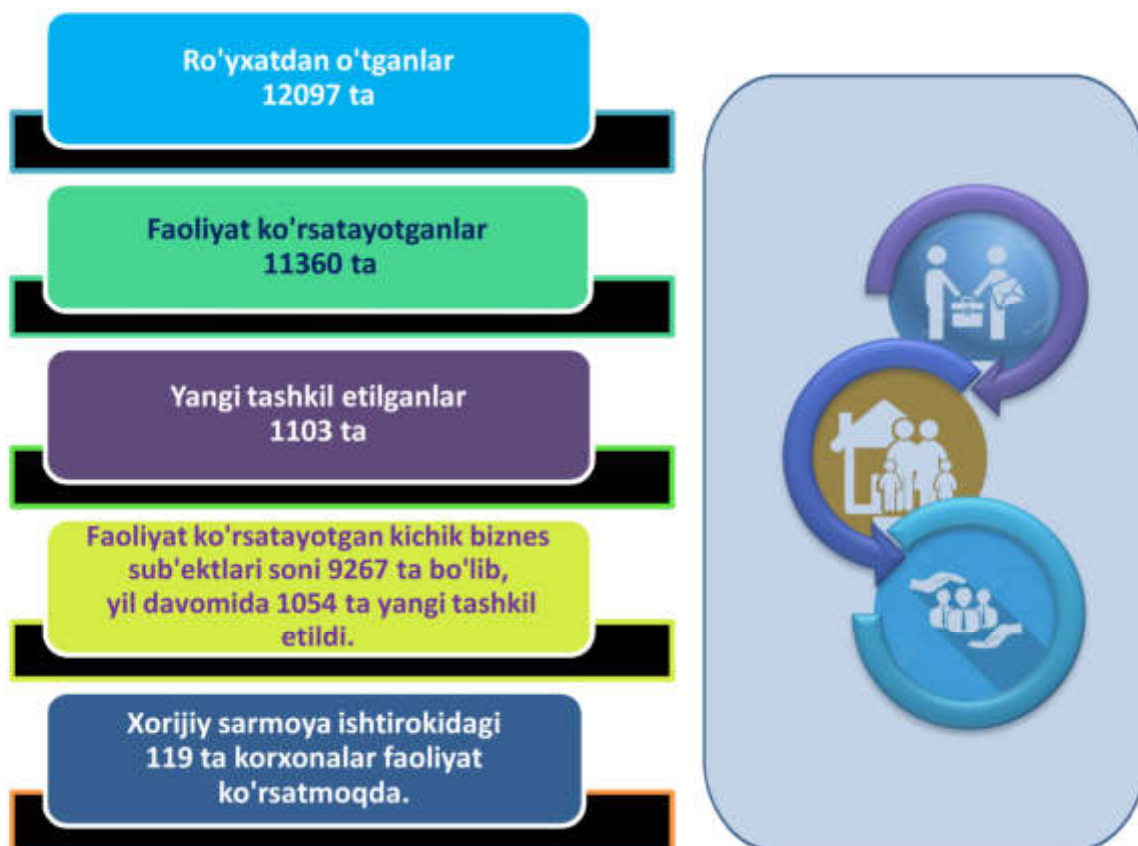 Ro'yxatdan o'tganlar
12097 ta
Faoliyat ko'rsatayotganlar
11360 ta
Yangi tashkil etilganlar
1103 ta
Faoliyat ko'rsatayotgan kichik biznes
sub'ektlari soni 9267 ta bo'lib,
yil davomida 1054 ta yangi tashkil
etildi.
Xorijiy sarmoya ishtirokidagi
119 ta korxonalar faoliyat
ko'rsatmoqda.